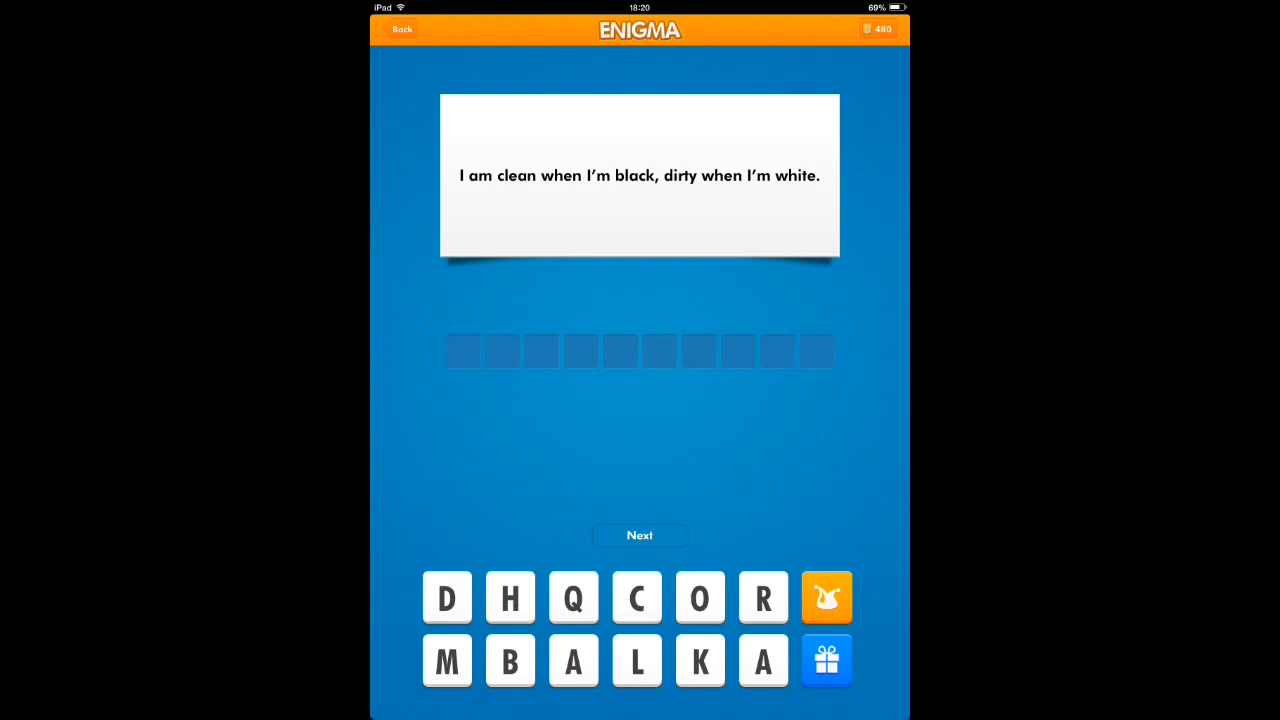 iPad 18:20 69%
Back ENIGMA 480
I am clean when I'm black, dirty when I'm white.
Next
D H Q C O R
M B A L K A